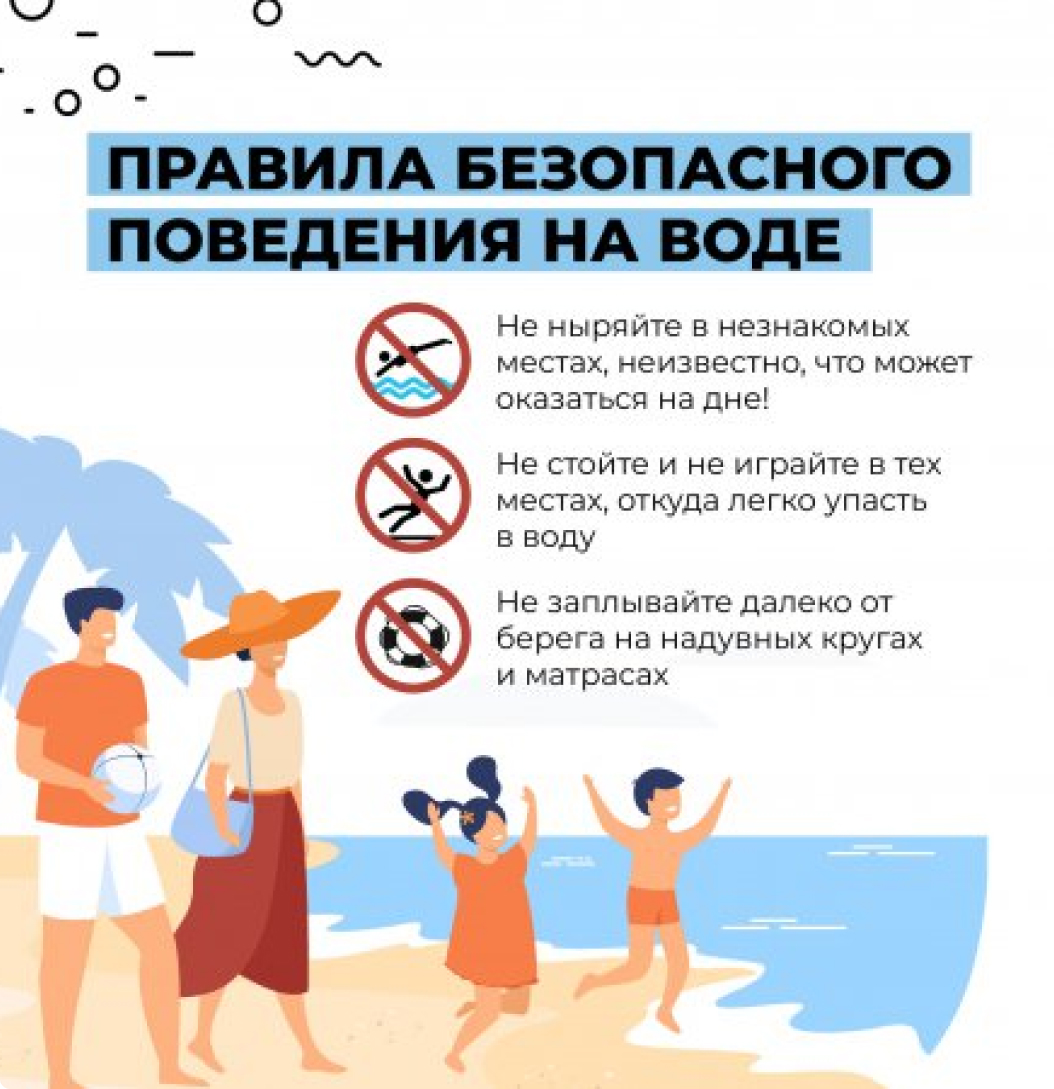 ПРАВИЛА БЕЗОПАСНОГО
ПОВЕДЕНИЯ НА ВОДЕ
Не ныряйте в незнакомых
местах, неизвестно, что может
оказаться на дне!
Не стойте и не играйте в тех
местах, откуда легко упасть
в воду
Не заплывайте далеко от
берега на надувных кругах
и матрасах